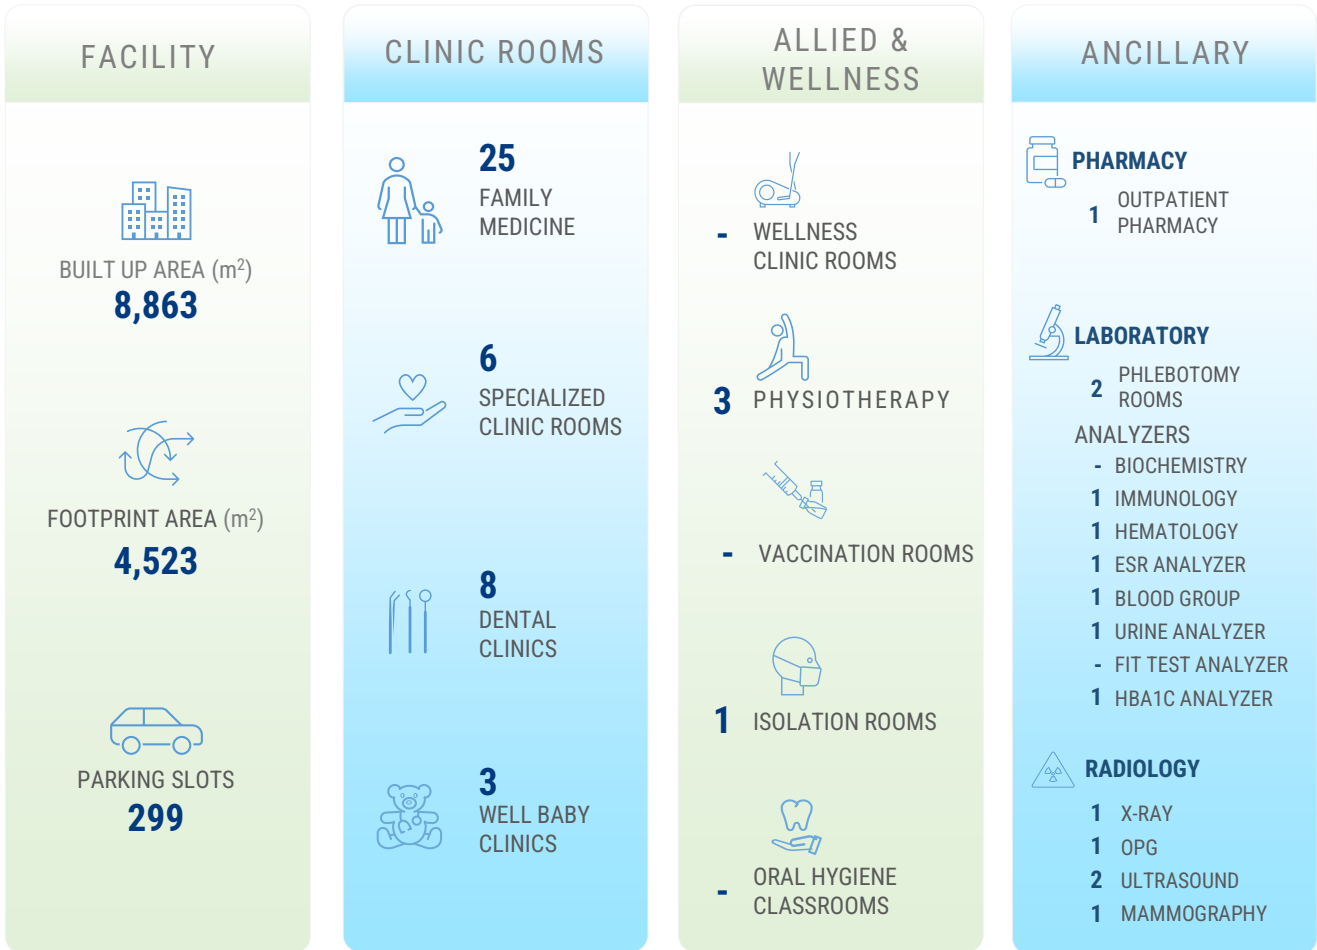 FACILITY
BUILT UP AREA (m²)
8,863
FOOTPRINT AREA (m²)
4,523
PARKING SLOTS
299
CLINIC ROOMS
25
FAMILY
MEDICINE
6
SPECIALIZED
CLINIC ROOMS
8
DENTAL
CLINICS
3
WELL BABY
CLINICS
ALLIED &
WELLNESS
- WELLNESS
CLINIC ROOMS
3 PHYSIOTHERAPY
- VACCINATION ROOMS
1 ISOLATION ROOMS
- ORAL HYGIENE
CLASSROOMS
ANCILLARY
PHARMACY
1 OUTPATIENT
PHARMACY
LABORATORY
2 PHLEBOTOMY
ROOMS
ANALYZERS
- BIOCHEMISTRY
1 IMMUNOLOGY
1 HEMATOLOGY
1 ESR ANALYZER
1 BLOOD GROUP
1 URINE ANALYZER
- FIT TEST ANALYZER
1 HBA1C ANALYZER
RADIOLOGY
1 X-RAY
1 OPG
2 ULTRASOUND
1 MAMMOGRAPHY